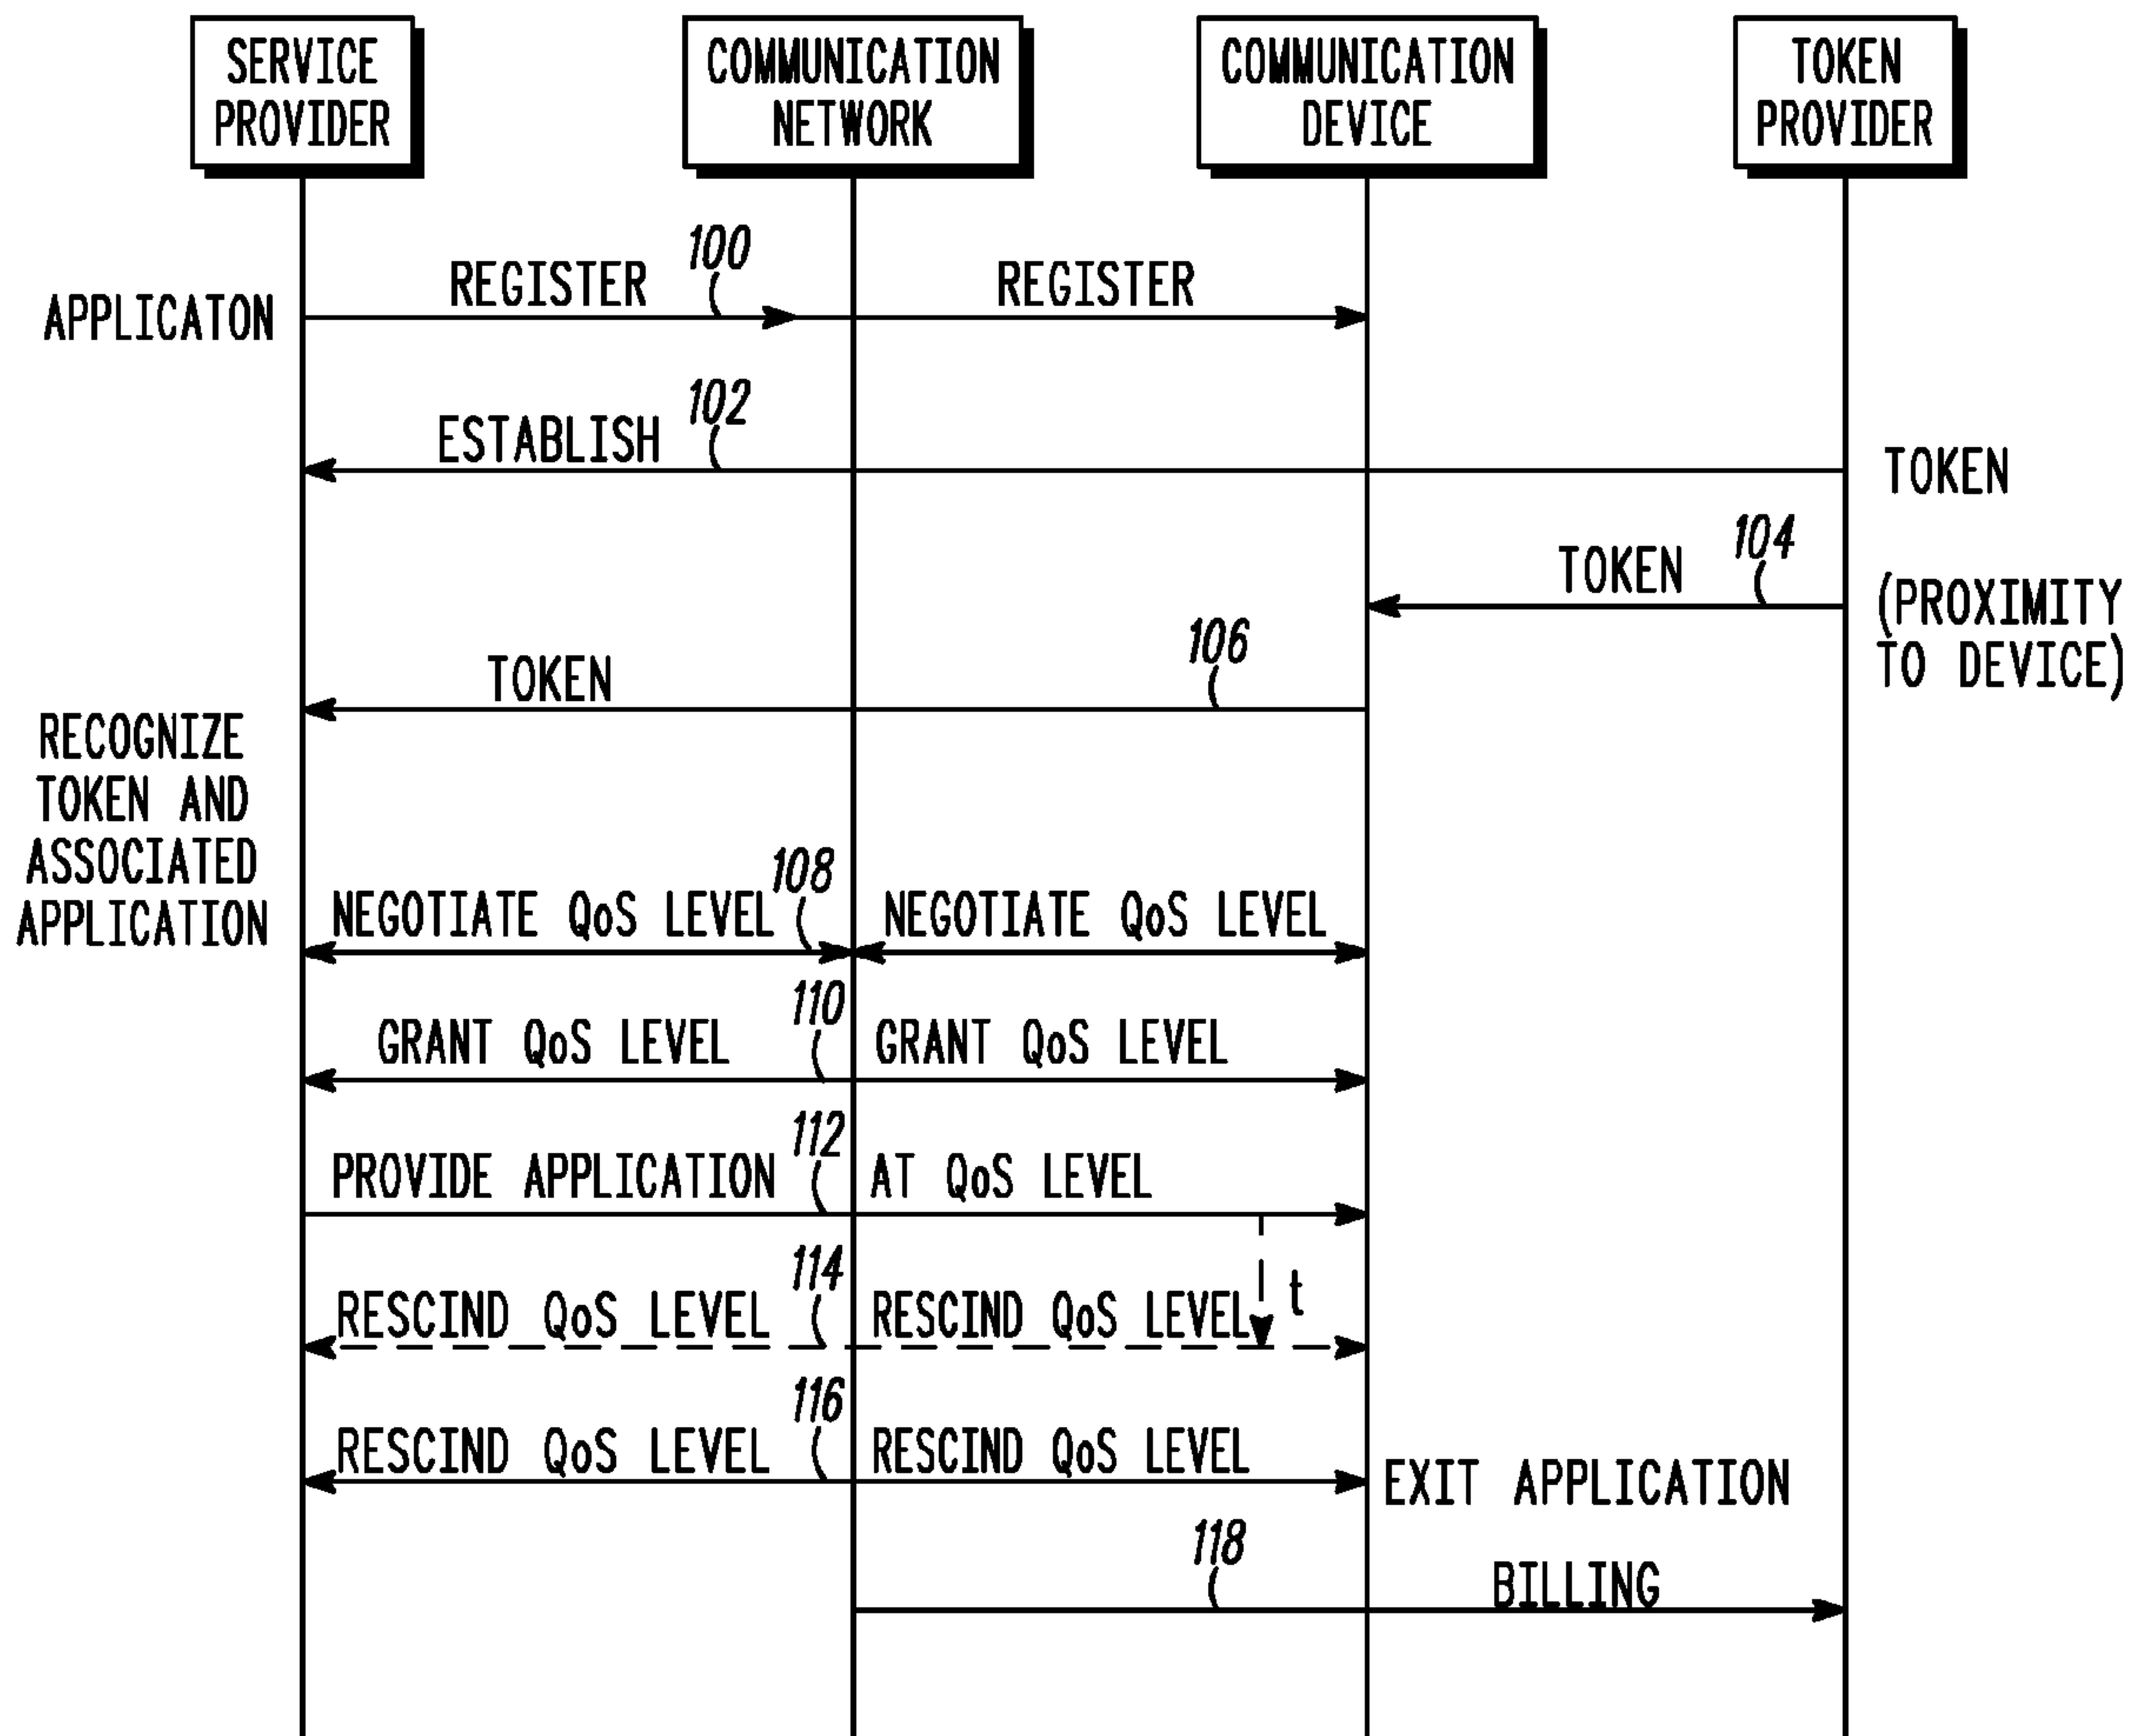 SERVICE
PROVIDER
COMMUNICATION
NETWORK
COMMUNICATION
DEVICE
TOKEN
PROVIDER
APPLICATON
REGISTER
100
REGISTER
ESTABLISH
102
TOKEN
TOKEN
104
(PROXIMITY
TO DEVICE)
TOKEN
106
RECOGNIZE
TOKEN AND
ASSOCIATED
APPLICATION
NEGOTIATE QoS LEVEL
108
NEGOTIATE QoS LEVEL
GRANT QoS LEVEL
110
GRANT QoS LEVEL
PROVIDE APPLICATION
112
AT QoS LEVEL
RESCIND QoS LEVEL
114
RESCIND QoS LEVEL
t
RESCIND QoS LEVEL
116
RESCIND QoS LEVEL
EXIT APPLICATION
118
BILLING